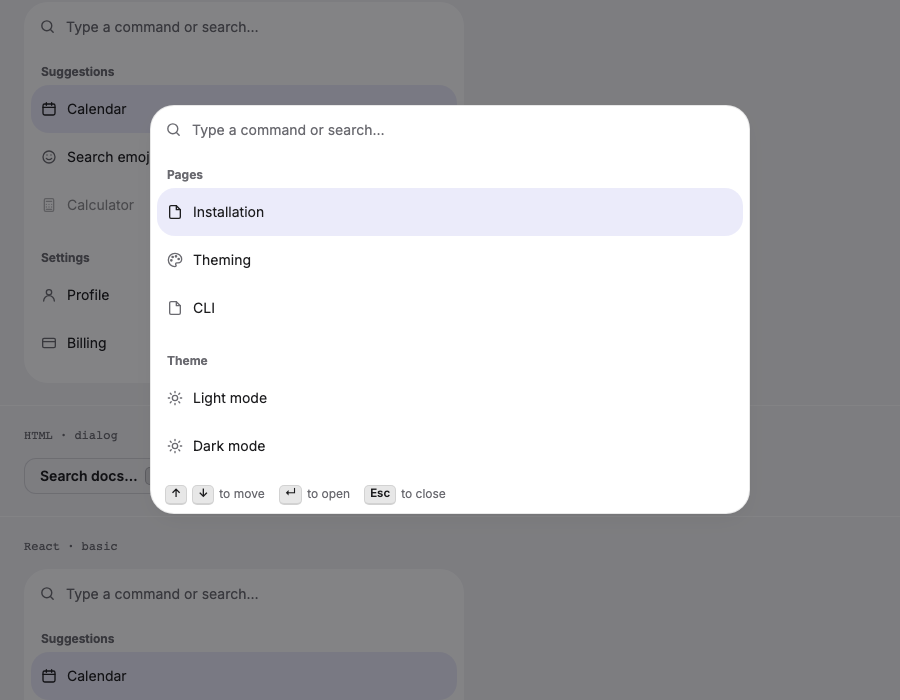 Type a command or search...
Suggestions
Calendar
Search emoj
Calculator
Settings
Profile
Billing
HTML · dialog
Search docs...
Type a command or search...
Pages
Installation
Theming
CLI
Theme
Light mode
Dark mode
↑ ↓ to move ↵ to open Esc to close
React · basic
Type a command or search...
Suggestions
Calendar